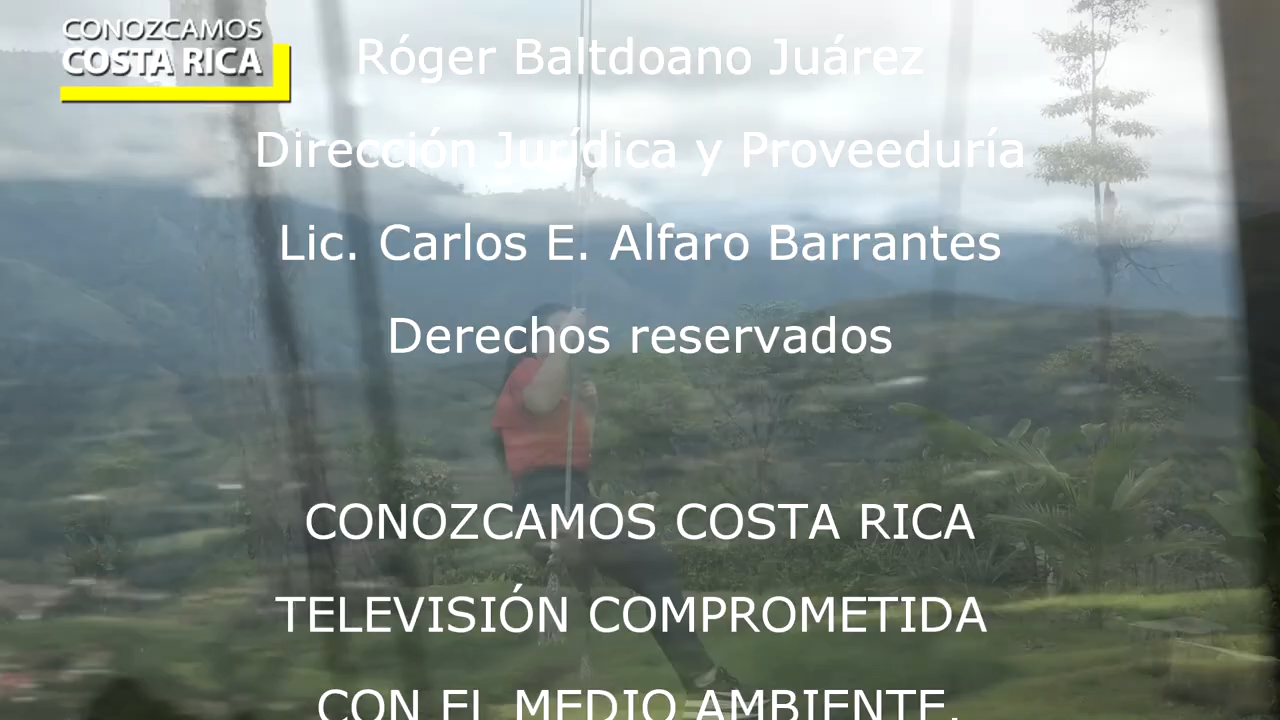 CONOZCAMOS
COSTA RICA
Róger Baltdoano Juárez
Dirección Jurídica y Proveeduría
Lic. Carlos E. Alfaro Barrantes
Derechos reservados
CONOZCAMOS COSTA RICA
TELEVISIÓN COMPROMETIDA
CON EL MEDIO AMBIENTE.